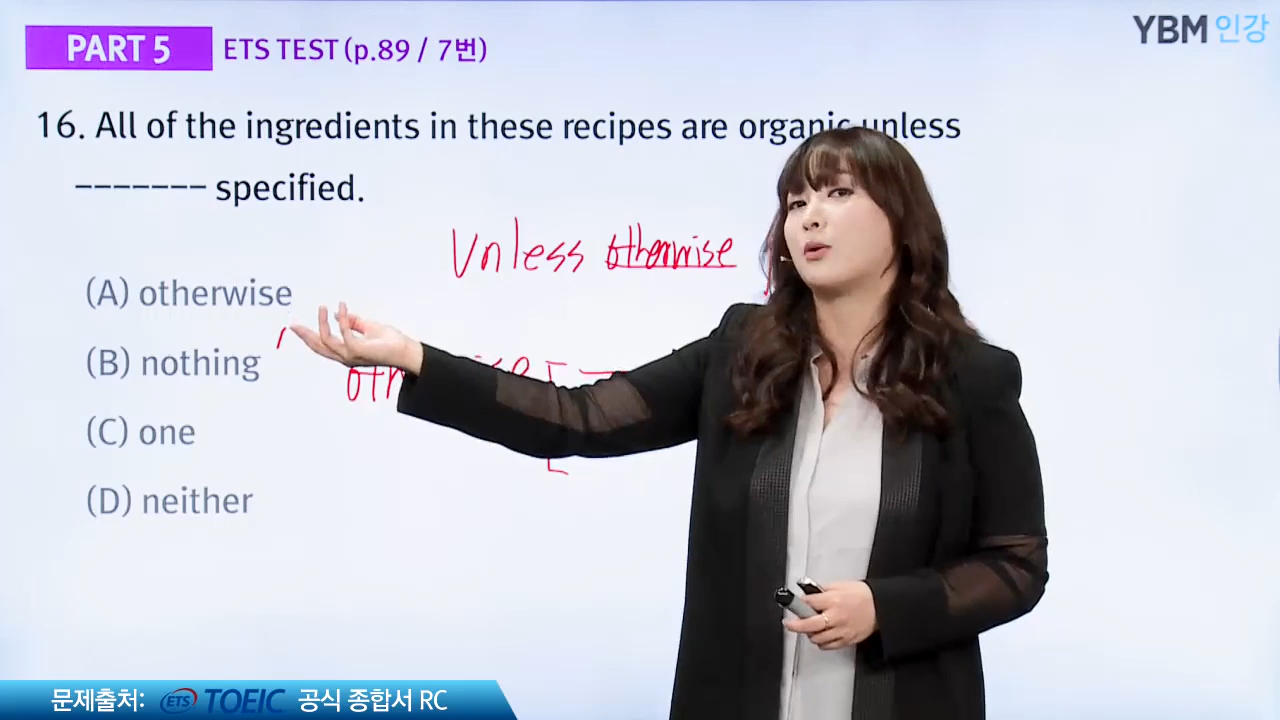 PART 5 ETS TEST (p.89 / 7번)
YBM 인강
16. All of the ingredients in these recipes are organic unless
------- specified.
unless otherwise
(A) otherwise
(B) nothing
(C) one
(D) neither
문제출처: ETS TOEIC 공식 종합서 RC